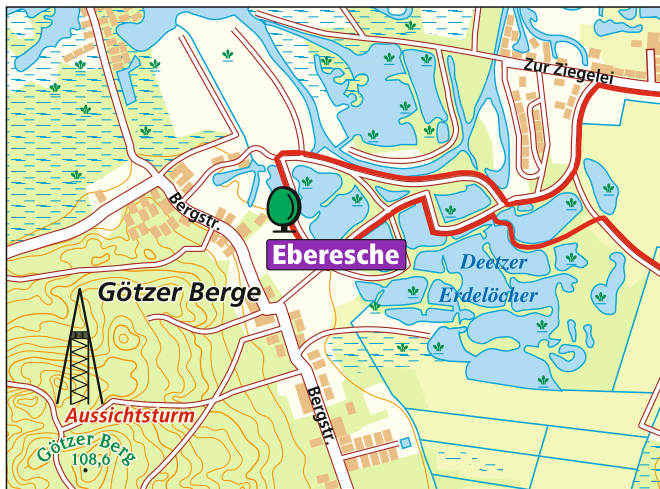 Zur Ziegelei
Bergstr.
Eberesche
Deetzer
Erdelöcher
Götzer Berge
Aussichtsturm
Bergstr.
Götzer Berg
108,6